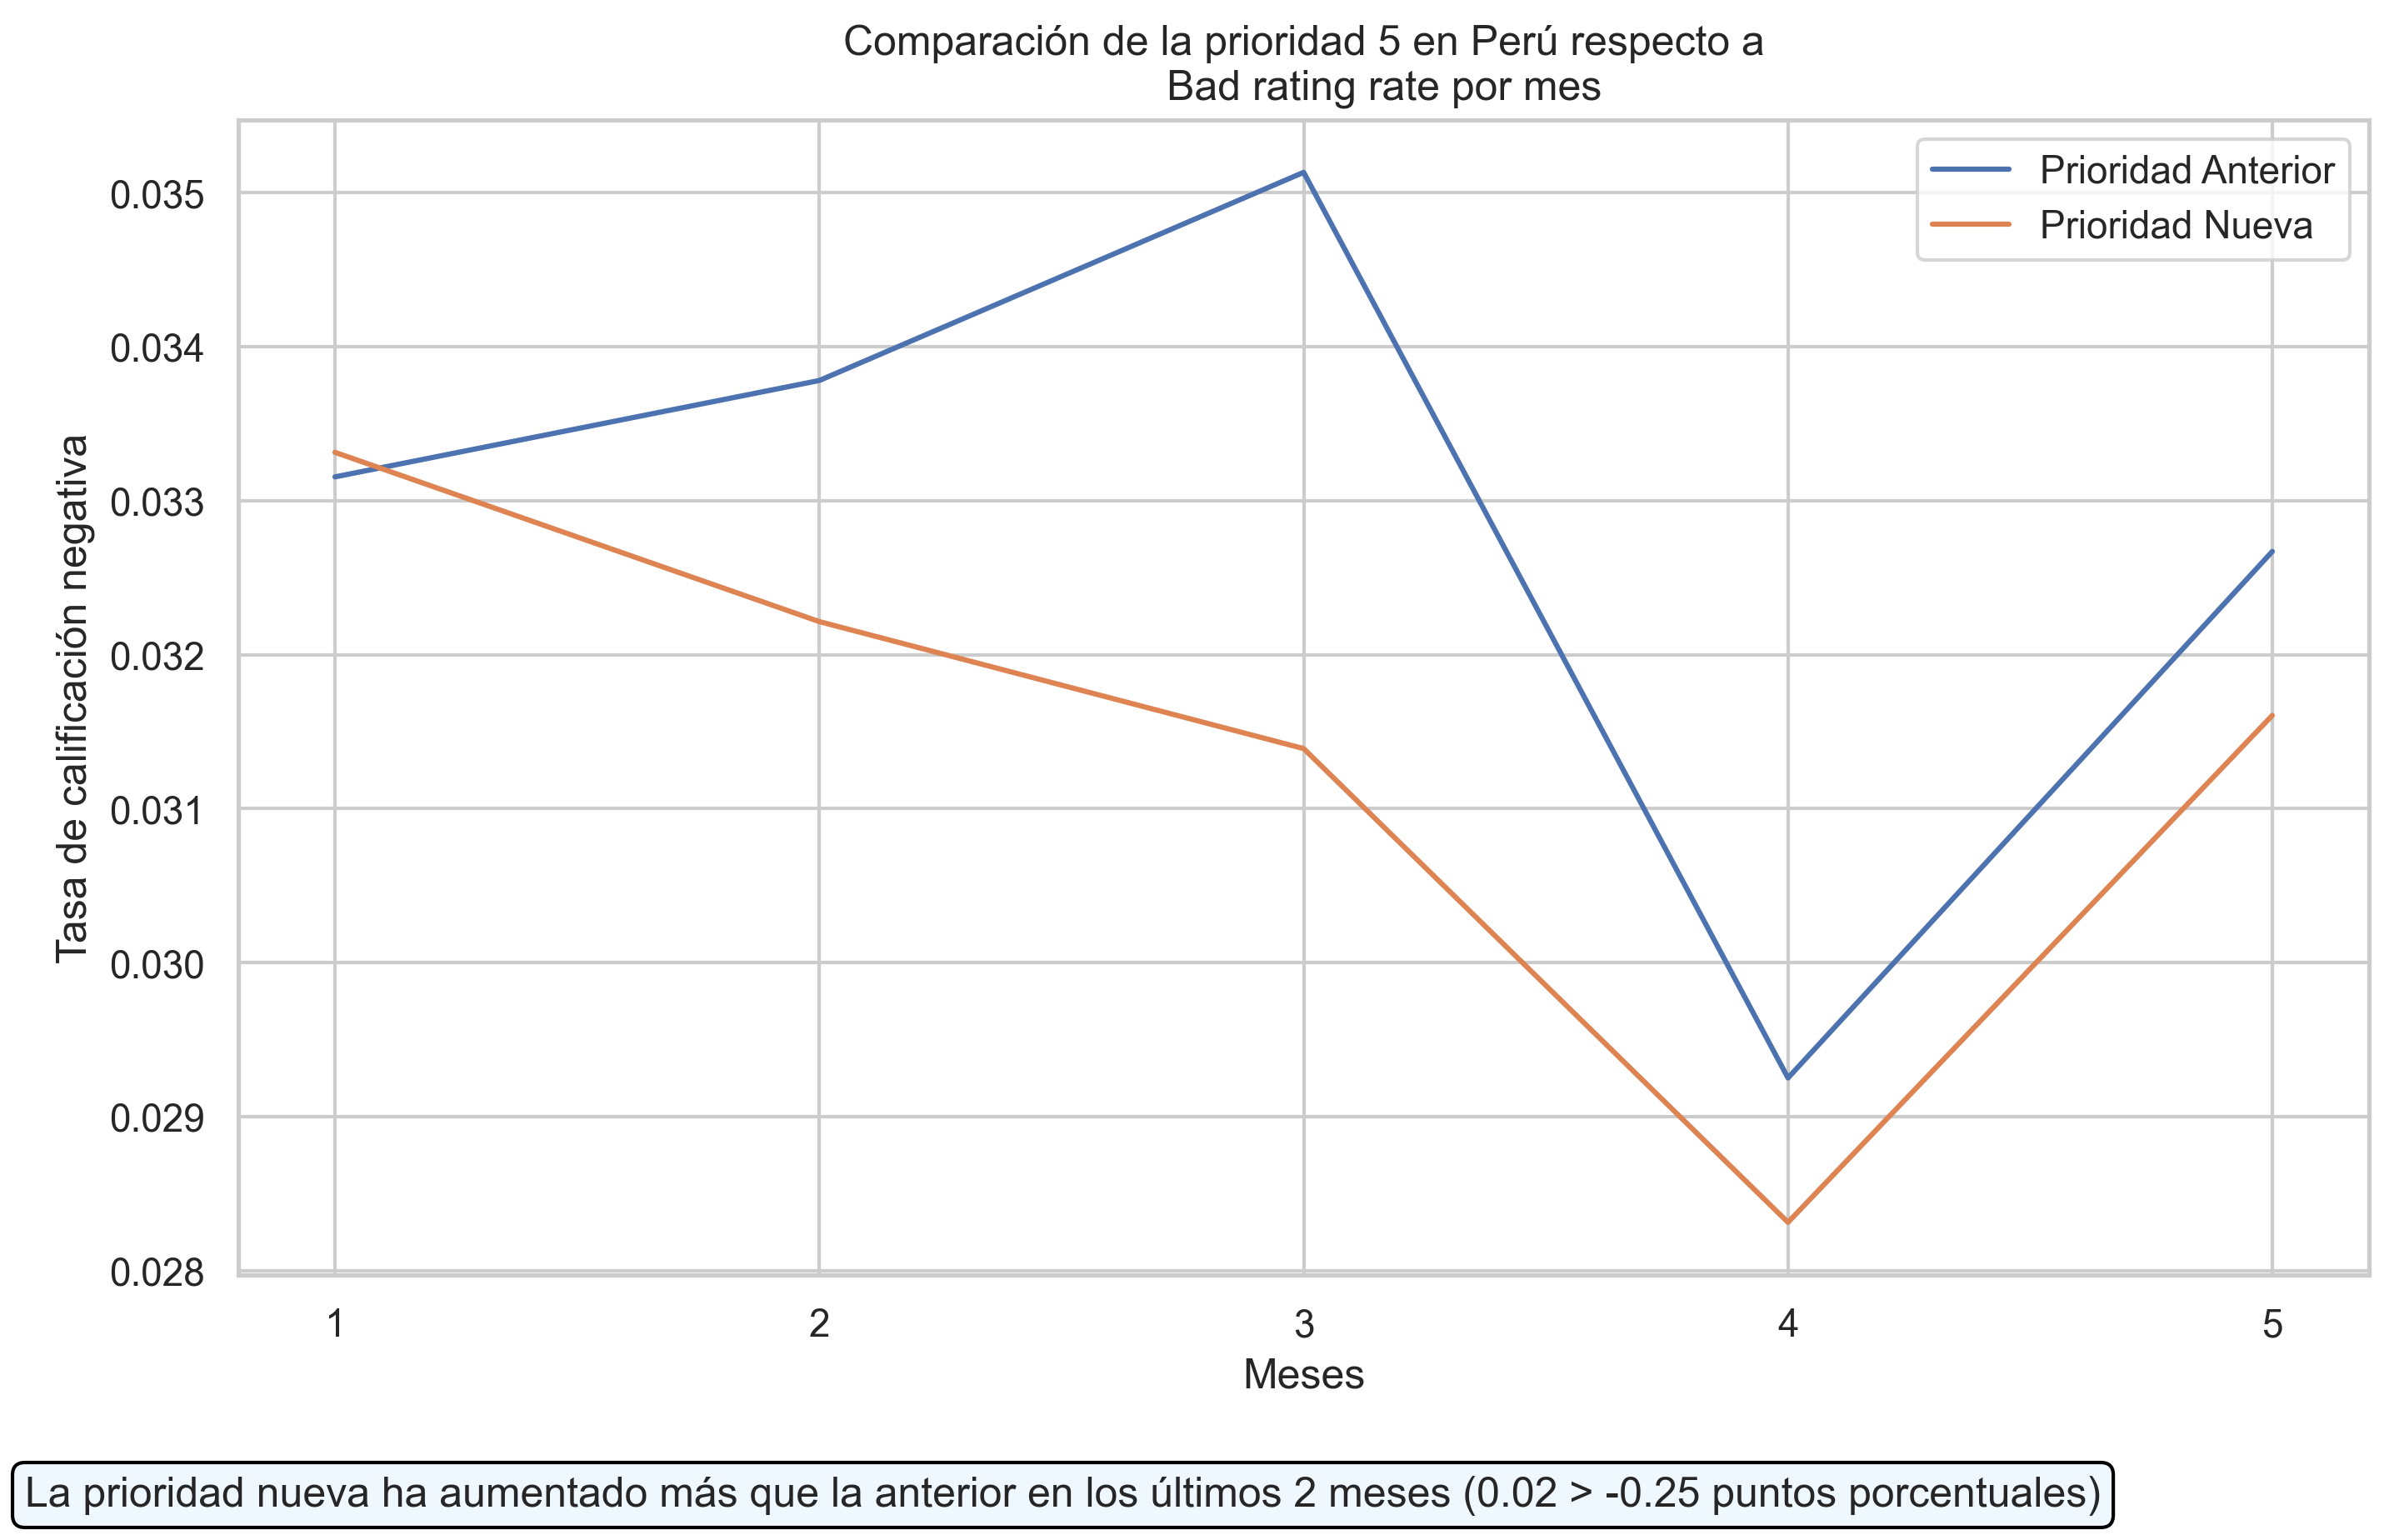 Comparación de la prioridad 5 en Perú respecto a
Bad rating rate por mes
Prioridad Anterior
Prioridad Nueva
Tasa de calificación negativa
0.035
0.034
0.033
0.032
0.031
0.030
0.029
0.028
1 2 3 4 5
Meses
La prioridad nueva ha aumentado más que la anterior en los últimos 2 meses (0.02 > -0.25 puntos porcentuales)